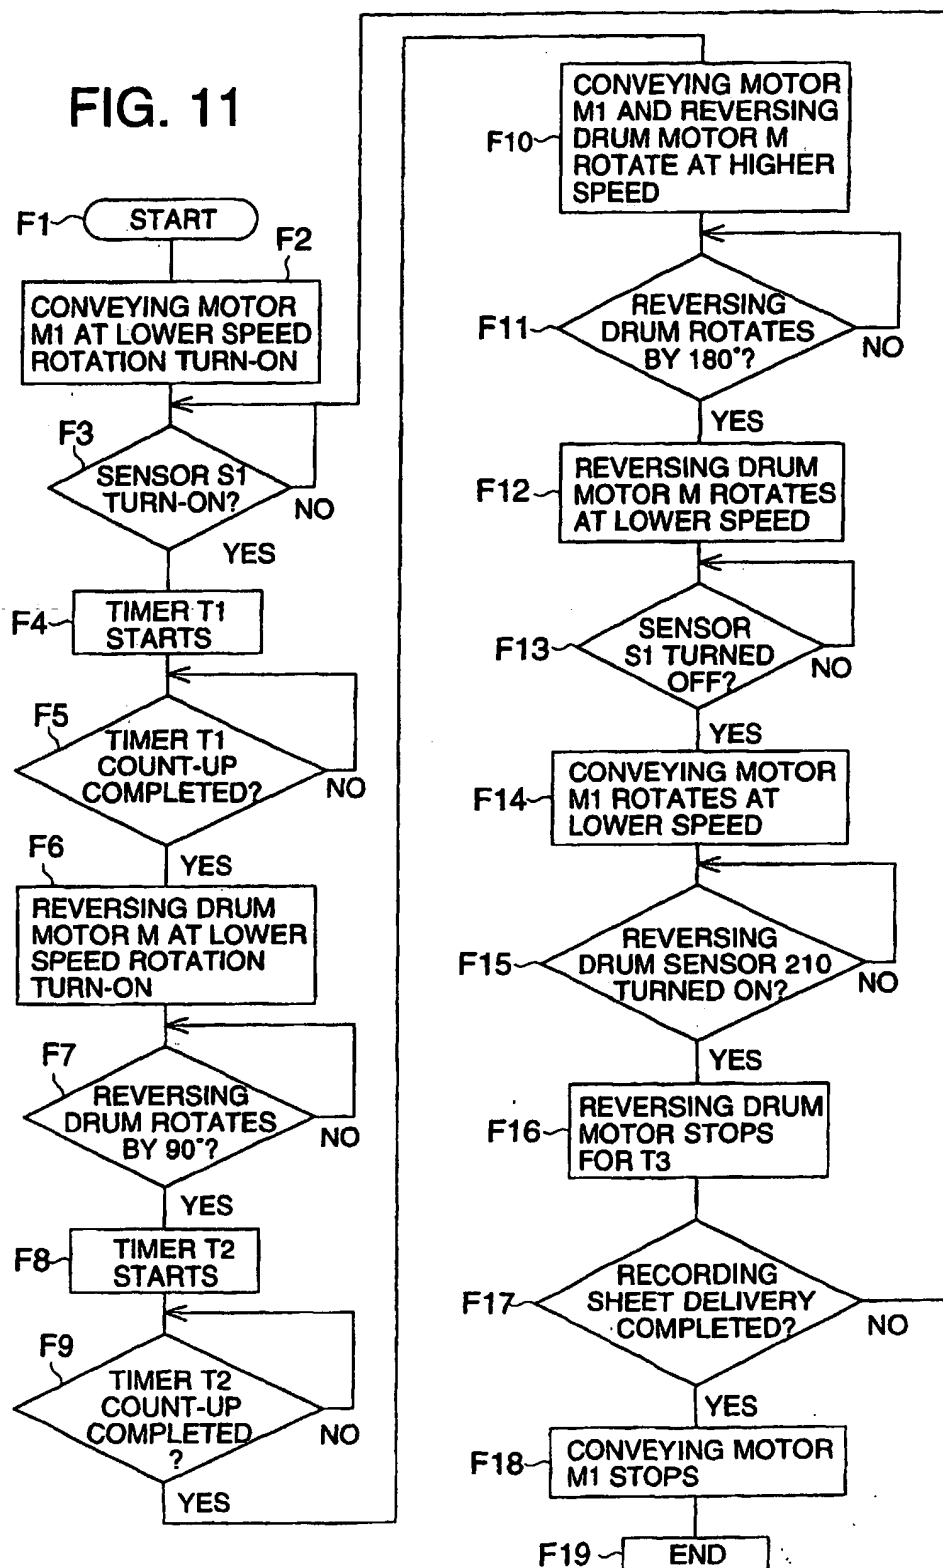 FIG. 11
F1
START
F2
CONVEYING MOTOR
M1 AT LOWER SPEED
ROTATION TURN-ON
F3
SENSOR S1
TURN-ON?
NO
YES
F4
TIMER T1
STARTS
F5
TIMER T1
COUNT-UP
COMPLETED?
NO
YES
F6
REVERSING DRUM
MOTOR M AT LOWER
SPEED ROTATION
TURN-ON
F7
REVERSING
DRUM ROTATES
BY 90°?
NO
YES
F8
TIMER T2
STARTS
F9
TIMER T2
COUNT-UP
COMPLETED
?
NO
YES
F10
CONVEYING MOTOR
M1 AND REVERSING
DRUM MOTOR M
ROTATE AT HIGHER
SPEED
F11
REVERSING
DRUM ROTATES
BY 180°?
NO
YES
F12
REVERSING DRUM
MOTOR M ROTATES
AT LOWER SPEED
F13
SENSOR
S1 TURNED
OFF?
NO
YES
F14
CONVEYING MOTOR
M1 ROTATES AT
LOWER SPEED
F15
REVERSING
DRUM SENSOR 210
TURNED ON?
NO
YES
F16
REVERSING DRUM
MOTOR STOPS
FOR T3
F17
RECORDING
SHEET DELIVERY
COMPLETED?
NO
YES
F18
CONVEYING MOTOR
M1 STOPS
F19
END